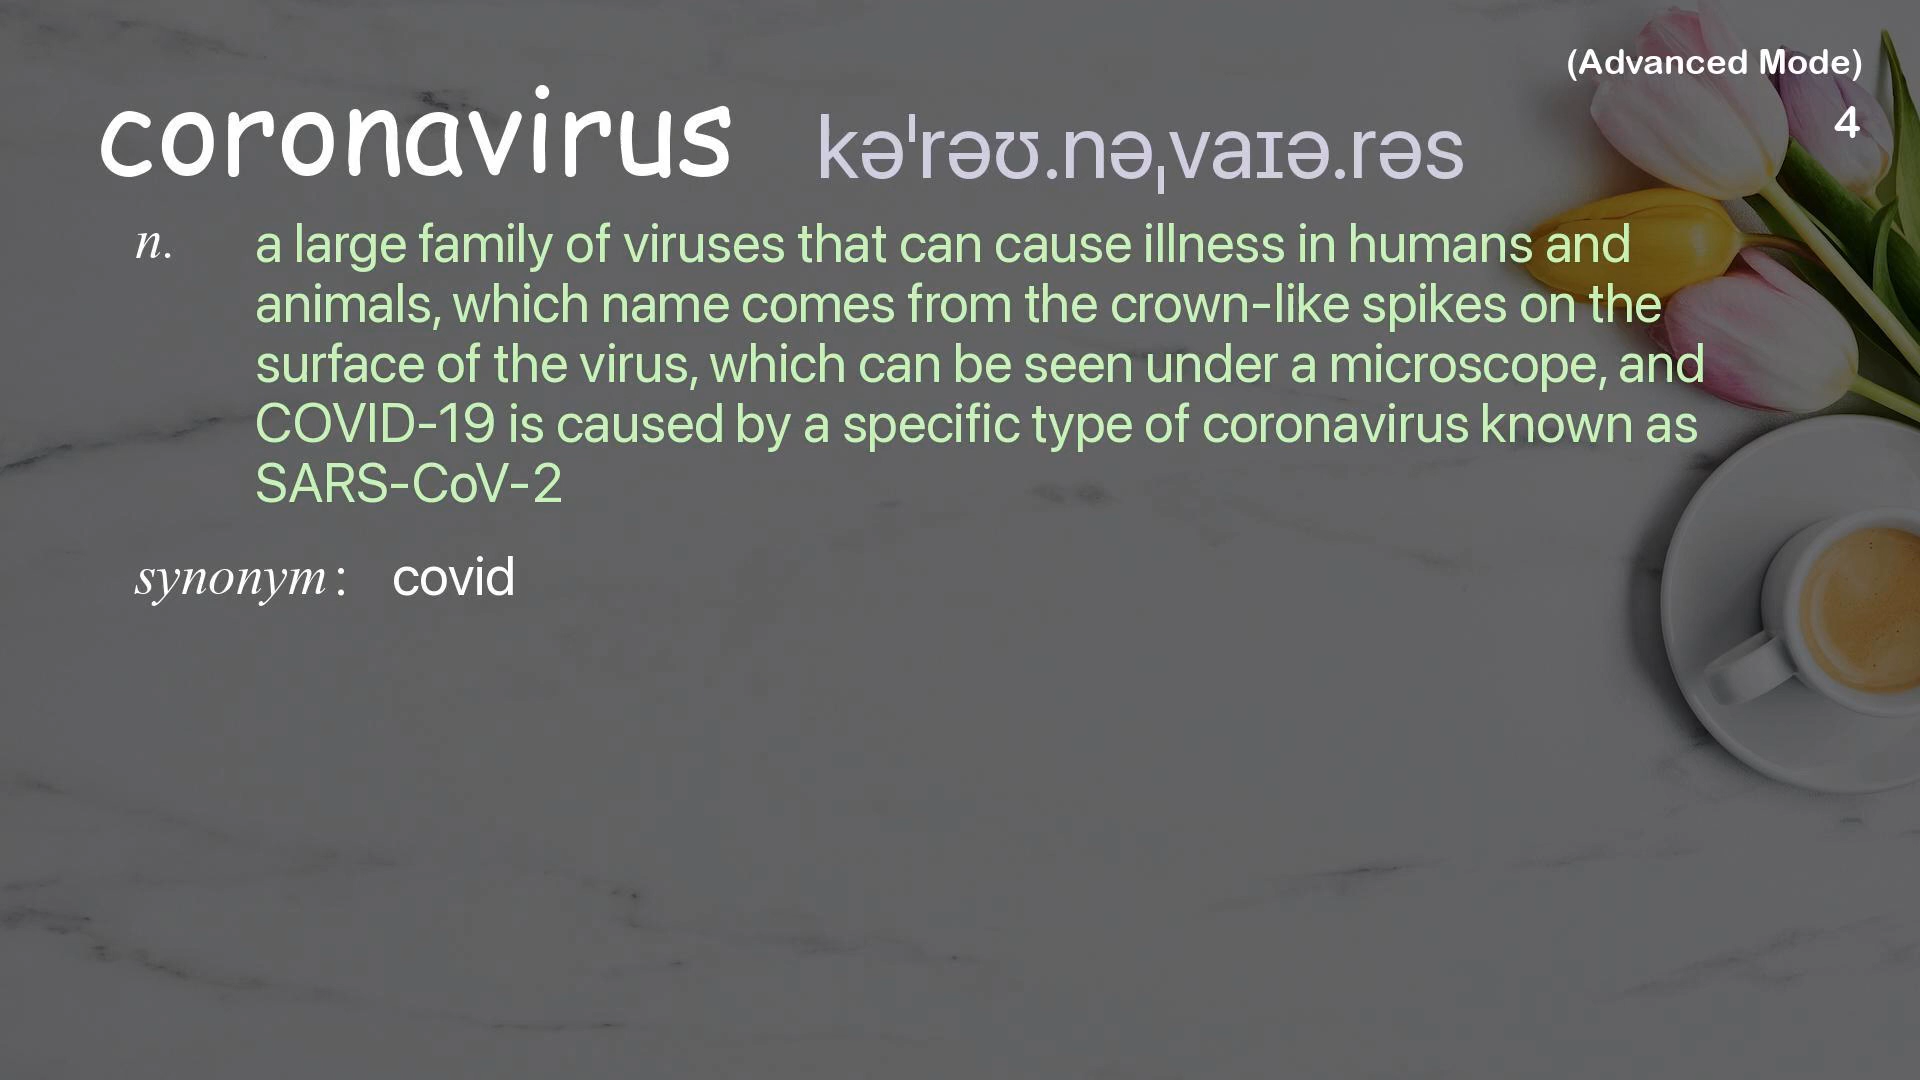 (Advanced Mode)
4
coronavirus kəˈrəʊ.nəˌvaɪə.rəs
n. a large family of viruses that can cause illness in humans and
animals, which name comes from the crown-like spikes on the
surface of the virus, which can be seen under a microscope, and
COVID-19 is caused by a specific type of coronavirus known as
SARS-CoV-2
synonym: covid